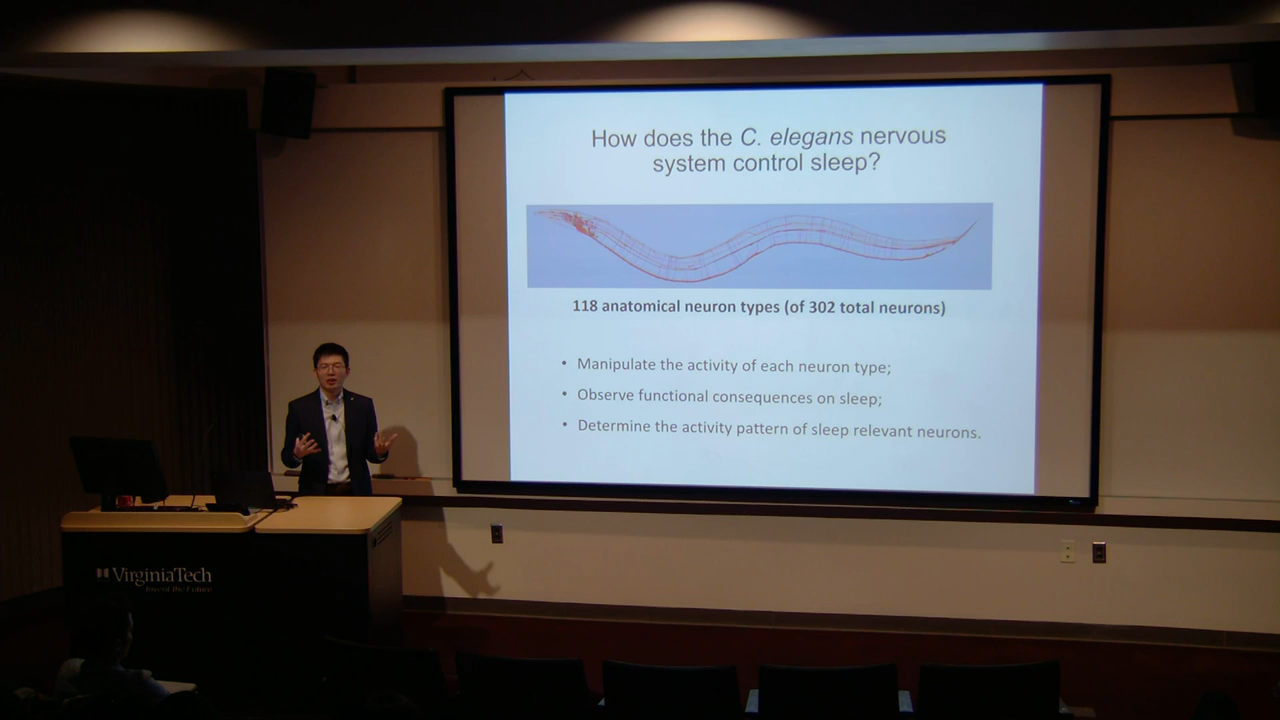 How does the C. elegans nervous
system control sleep?
118 anatomical neuron types (of 302 total neurons)
• Manipulate the activity of each neuron type;
• Observe functional consequences on sleep;
• Determine the activity pattern of sleep relevant neurons.
VirginiaTech
Invent the Future